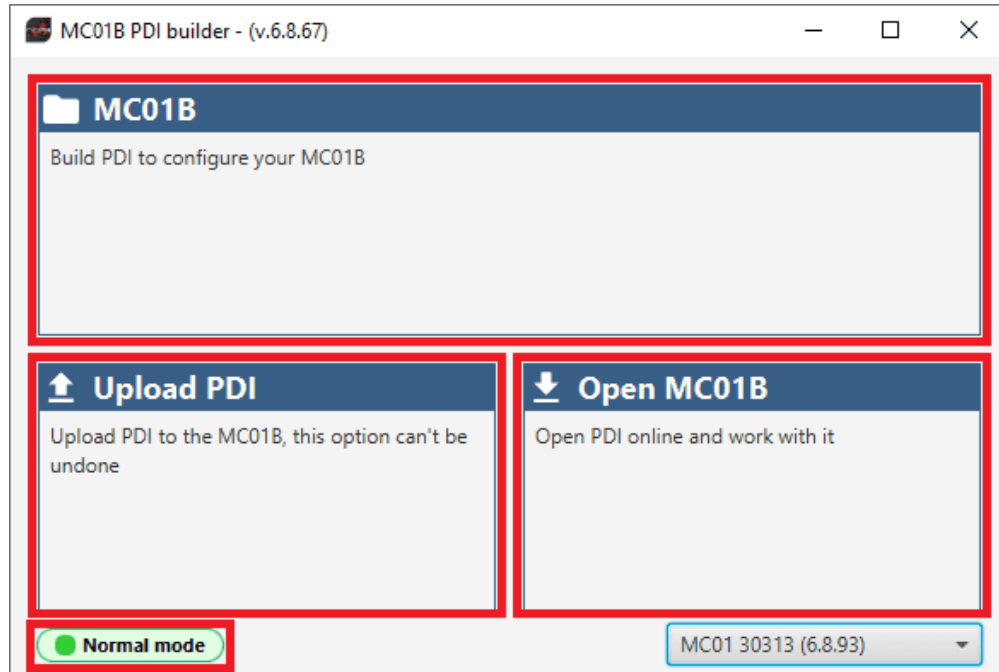 MC01B PDI builder - (v.6.8.67)
MC01B
Build PDI to configure your MC01B
Upload PDI
Upload PDI to the MC01B, this option can't be
undone
Open MC01B
Open PDI online and work with it
Normal mode
MC01 30313 (6.8.93)